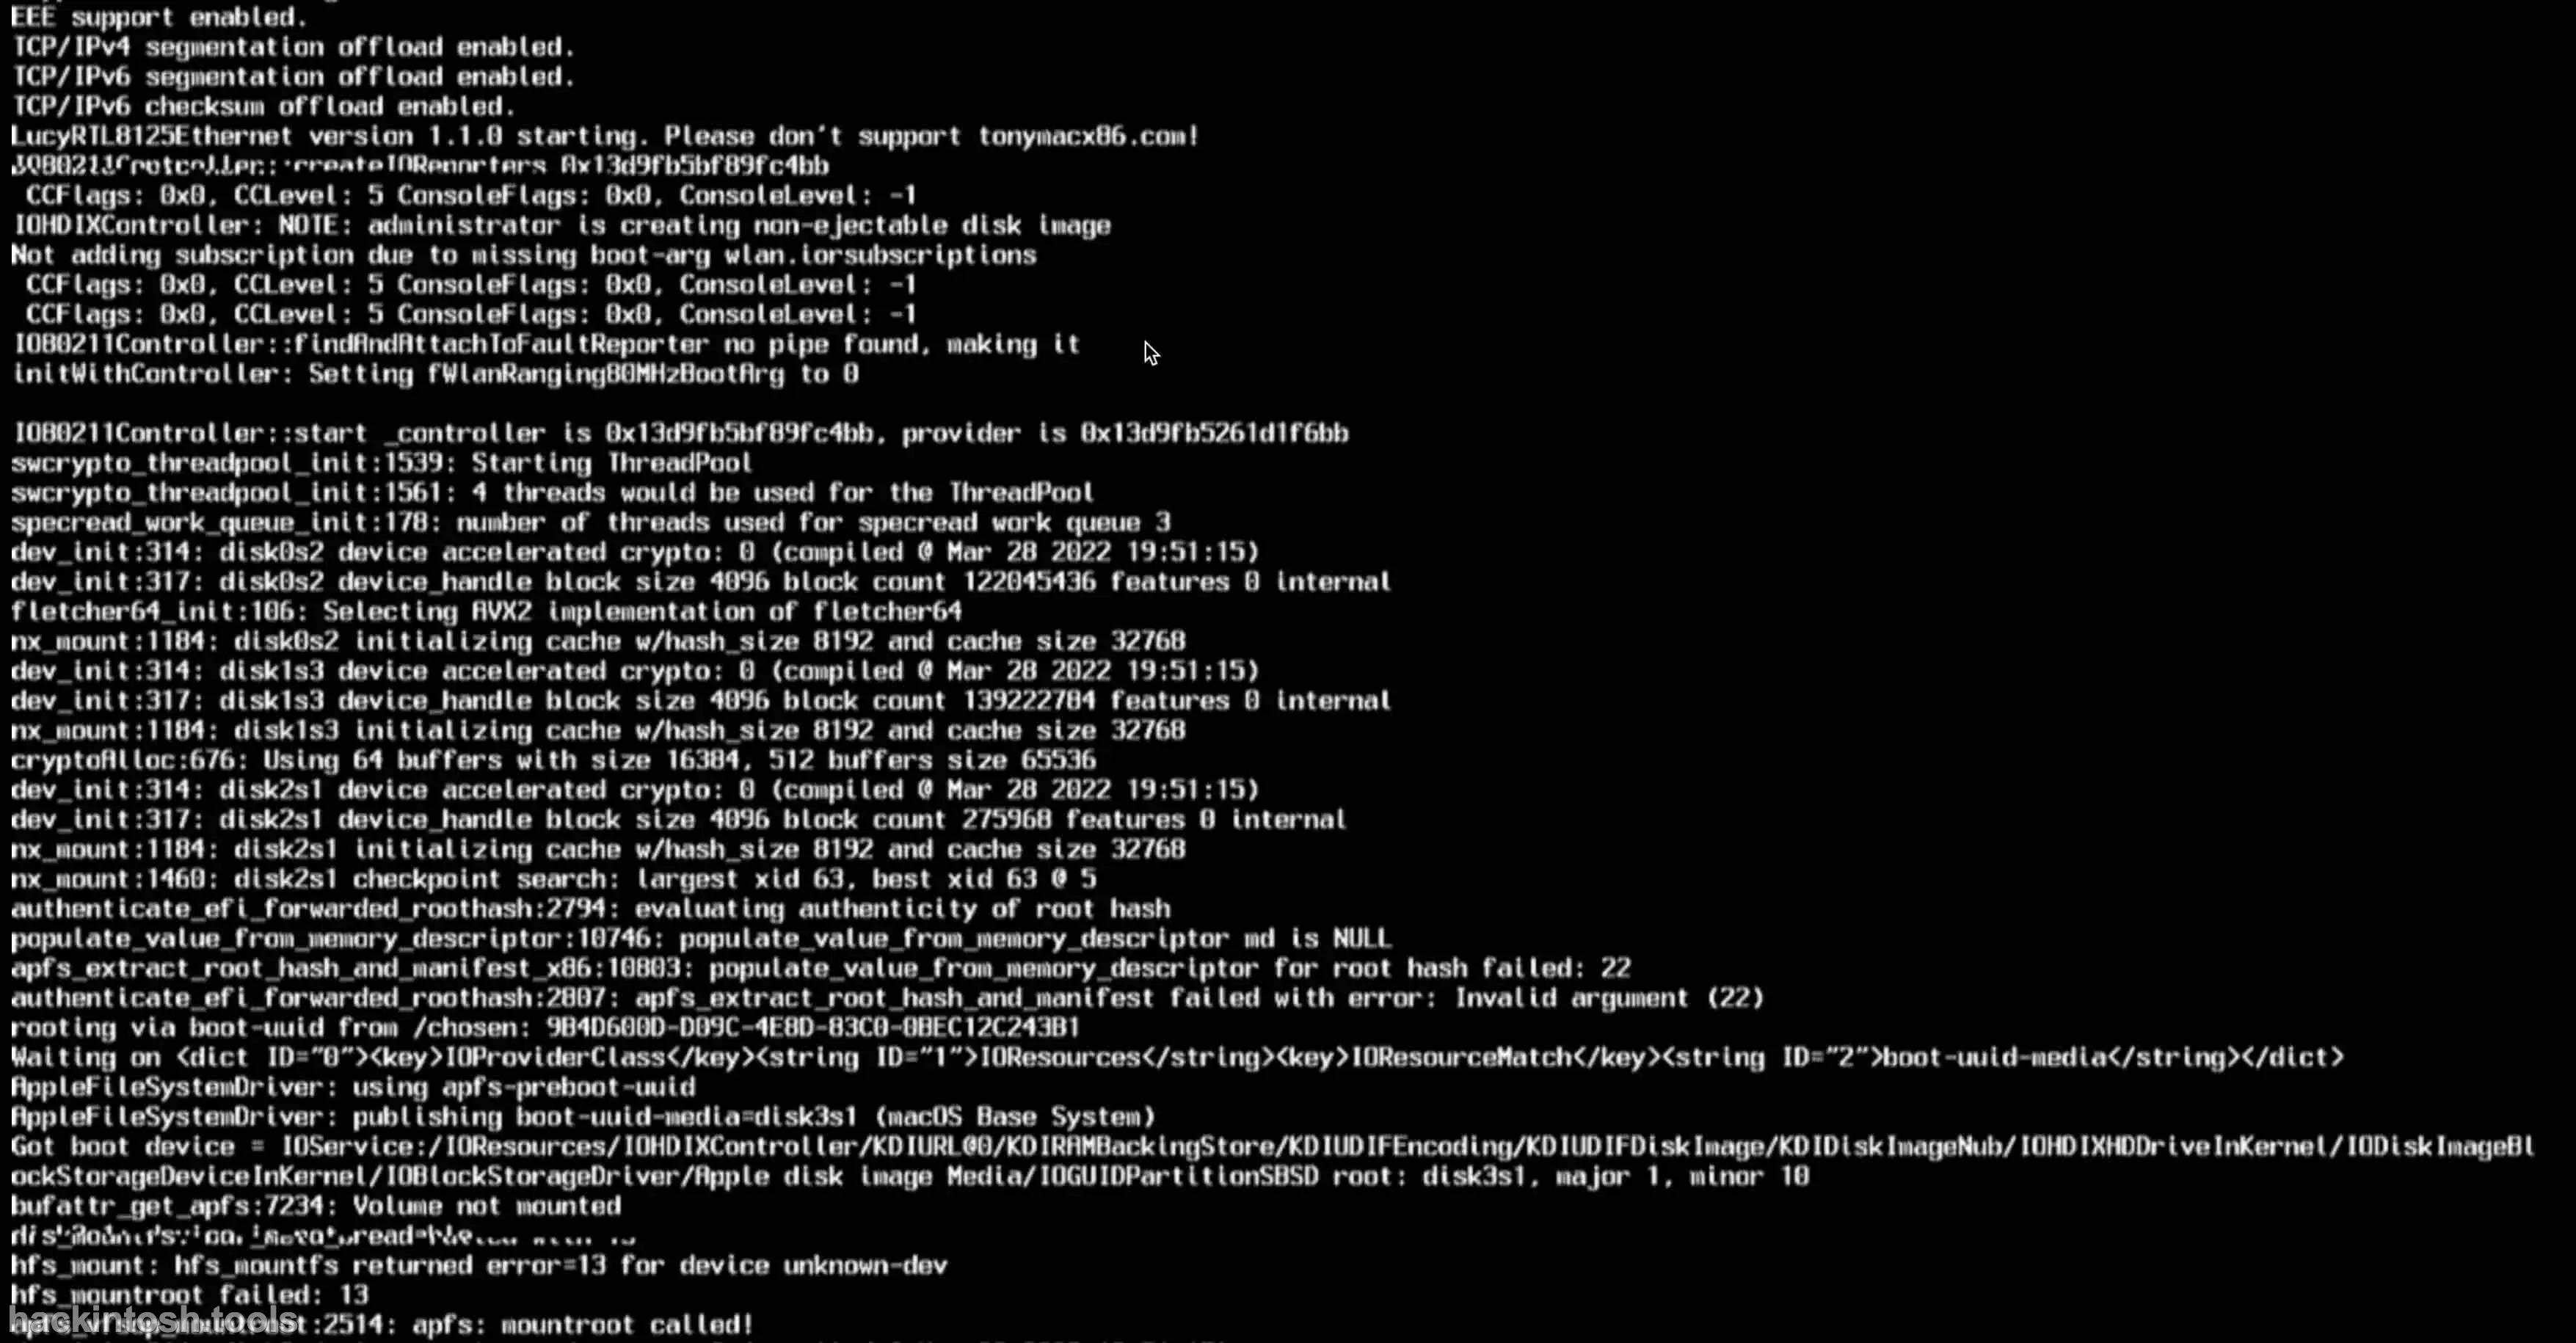 EEE support enabled.
TCP/IPv4 segmentation offload enabled.
TCP/IPv6 segmentation offload enabled.
TCP/IPv6 checksum offload enabled.
LucyRTL8125Ethernet version 1.1.0 starting. Please don't support tonymacx86.com!
0x13d9fb5bf89fc4bb
CCFlags: 0x0, CCLevel: 5 ConsoleFlags: 0x0, ConsoleLevel: -1
IOHDIXController: NOTE: administrator is creating non-ejectable disk image
Not adding subscription due to missing boot-arg wlan.iorsubscriptions
CCFlags: 0x0, CCLevel: 5 ConsoleFlags: 0x0, ConsoleLevel: -1
CCFlags: 0x0, CCLevel: 5 ConsoleFlags: 0x0, ConsoleLevel: -1
IO80211Controller::findAndAttachToFaultReporter no pipe found, making it
initWithController: Setting fWlanRanging80MHzBootArg to 0
IO80211Controller::start _controller is 0x13d9fb5bf89fc4bb, provider is 0x13d9fb5261d1f6bb
swcrypto_threadpool_init:1539: Starting ThreadPool
swcrypto_threadpool_init:1561: 4 threads would be used for the ThreadPool
specread_work_queue_init:178: number of threads used for specread work queue 3
dev_init:314: disk0s2 device accelerated crypto: 0 (compiled @ Mar 28 2022 19:51:15)
dev_init:317: disk0s2 device_handle block size 4096 block count 122045436 features 0 internal
fletcher64_init:106: Selecting AVX2 implementation of fletcher64
nx_mount:1184: disk0s2 initializing cache w/hash_size 8192 and cache size 32768
dev_init:314: disk1s3 device accelerated crypto: 0 (compiled @ Mar 28 2022 19:51:15)
dev_init:317: disk1s3 device_handle block size 4096 block count 139222784 features 0 internal
nx_mount:1184: disk1s3 initializing cache w/hash_size 8192 and cache size 32768
cryptoAlloc:676: Using 64 buffers with size 16384, 512 buffers size 65536
dev_init:314: disk2s1 device accelerated crypto: 0 (compiled @ Mar 28 2022 19:51:15)
dev_init:317: disk2s1 device_handle block size 4096 block count 275968 features 0 internal
nx_mount:1184: disk2s1 initializing cache w/hash_size 8192 and cache size 32768
nx_mount:1460: disk2s1 checkpoint search: largest xid 63, best xid 63 @ 5
authenticate_efi_forwarded_roothash:2794: evaluating authenticity of root hash
populate_value_from_memory_descriptor:10746: populate_value_from_memory_descriptor md is NULL
apfs_extract_root_hash_and_manifest_x86:10803: populate_value_from_memory_descriptor for root hash failed: 22
authenticate_efi_forwarded_roothash:2807: apfs_extract_root_hash_and_manifest failed with error: Invalid argument (22)
rooting via boot-uuid from /chosen: 9B4D600D-D09C-4E8D-83C0-0BEC12C243B1
Waiting on <dict ID="0"><key>IOProviderClass</key><string ID="1">IOResources</string><key>IOResourceMatch</key><string ID="2">boot-uuid-media</string></dict>
AppleFileSystemDriver: using apfs-preboot-uuid
AppleFileSystemDriver: publishing boot-uuid-media=disk3s1 (macOS Base System)
Got boot device = IOService:/IOResources/IOHDIXController/KDIURL@0/KDIRAMBackingStore/KDIUDIFEncoding/KDIUDIFDiskImage/KDIDiskImageNub/IOHDIXHDDriveInKernel/IODiskImageBl
ockStorageDeviceInKernel/IOBlockStorageDriver/Apple disk image Media/IOGUIDPartitionSBSD root: disk3s1, major 1, minor 10
bufattr_get_apfs:7234: Volume not mounted
hfs_mount: hfs_mountfs returned error=13 for device unknown-dev
hfs_mountroot failed: 13
hackintosh.tools
:2514: apfs: mountroot called!